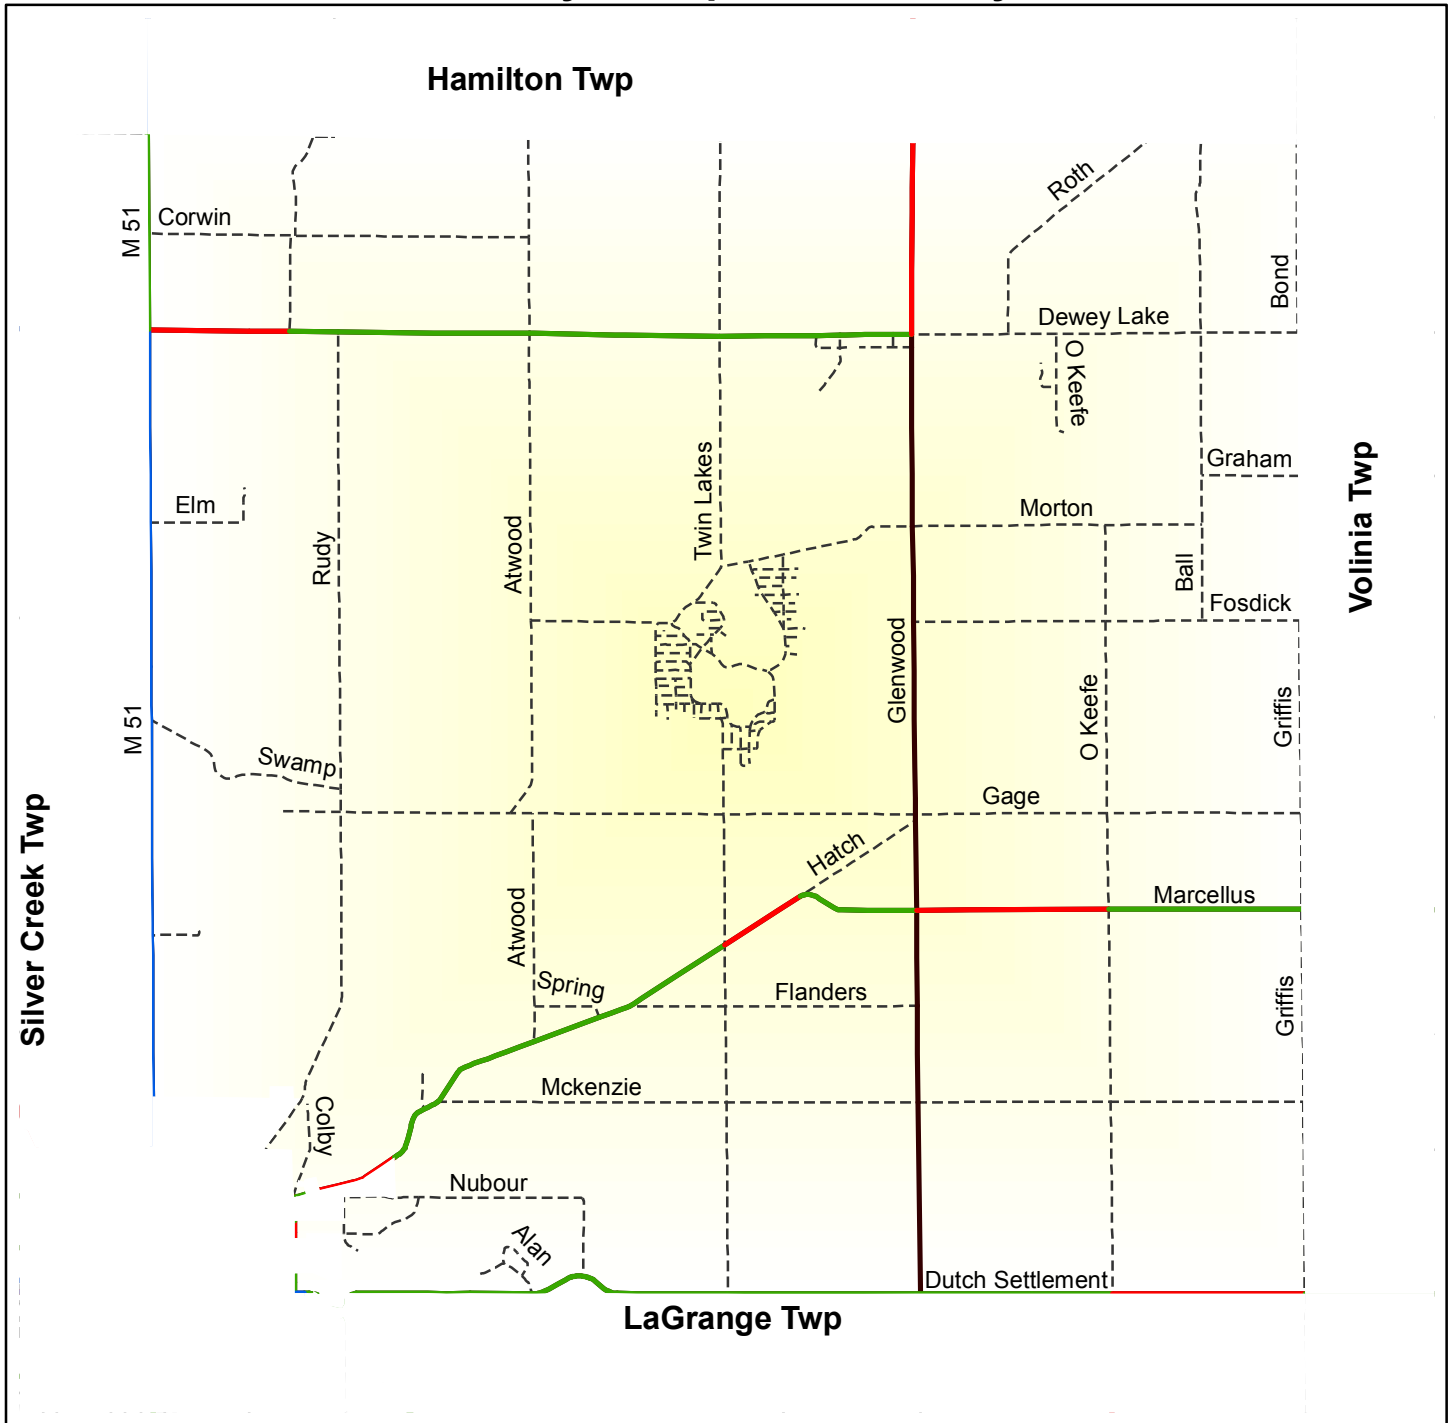 Hamilton Twp
Roth
M 51
Corwin
Bond
Dewey Lake
O Keefe
Twin Lakes
Graham
Volinia Twp
Elm
Morton
Rudy
Atwood
Ball
Fosdick
Glenwood
O Keefe
Griffis
M 51
Swamp
Gage
Silver Creek Twp
Hatch
Marcellus
Atwood
Spring
Flanders
Griffis
Mckenzie
Colby
Nubour
Alan
Dutch Settlement
LaGrange Twp